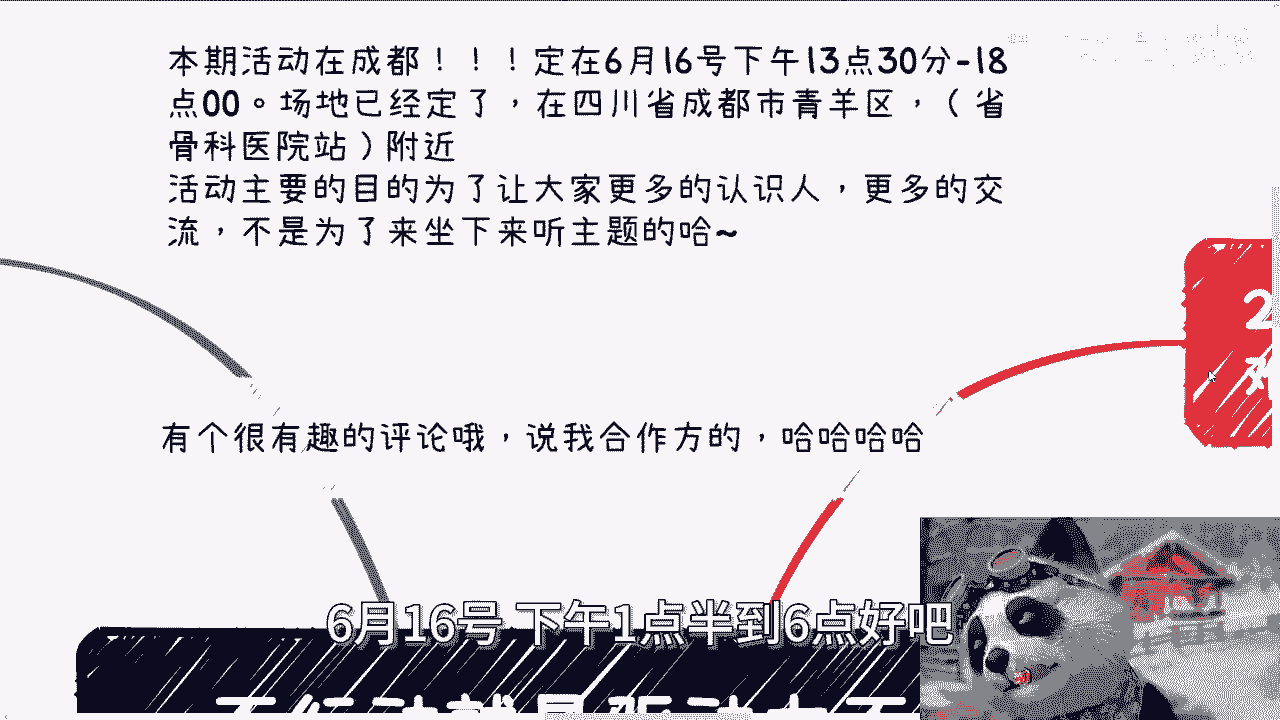 本期活动在成都！！！定在6月16号下午13点30分-18
点00。场地已经定了，在四川省成都市青羊区，（省
骨科医院站）附近
活动主要的目的为了让大家更多的认识人，更多的交
流，不是为了来坐下来听主题的哈~
2
有个很有趣的评论哦，说我合作方的，哈哈哈哈
6月16号 下午1点半到6点好吧